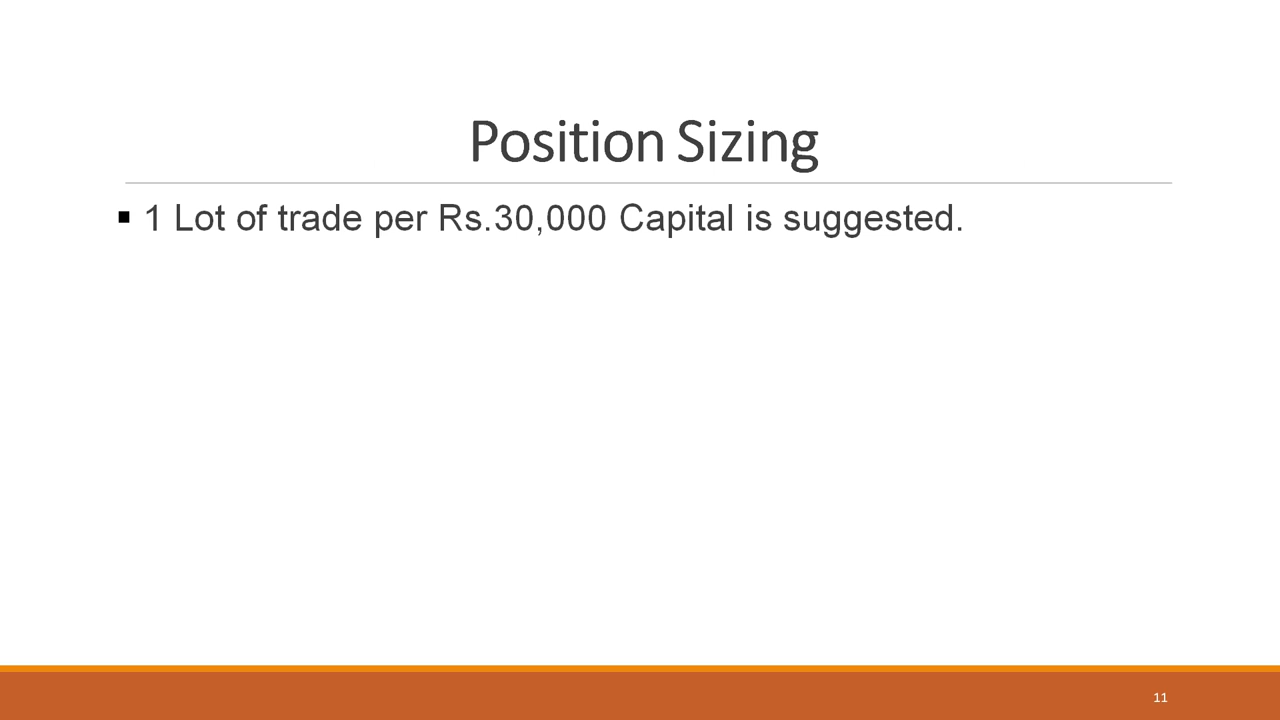 Position Sizing
▪ 1 Lot of trade per Rs.30,000 Capital is suggested.
11